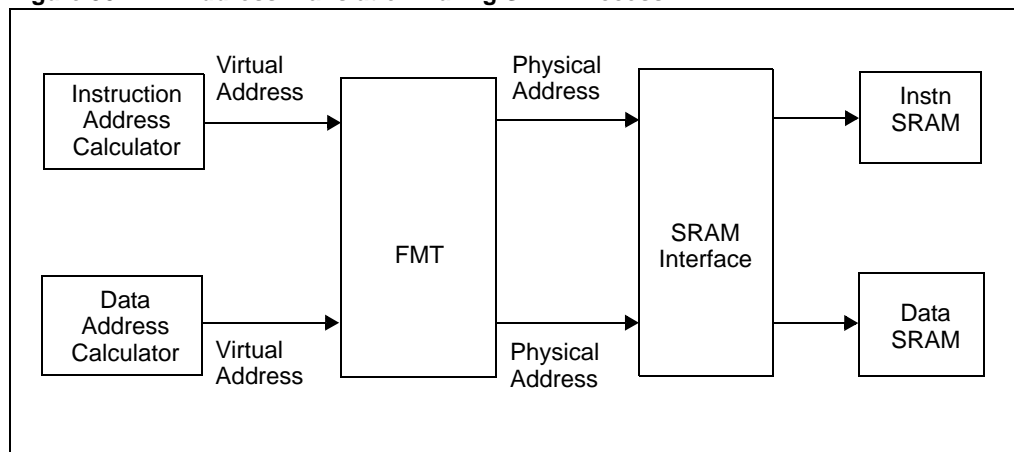 Virtual
Address
Physical
Address
Instruction
Address
Calculator
Instn
SRAM
FMT
SRAM
Interface
Data
Address
Calculator
Virtual
Address
Physical
Address
Data
SRAM